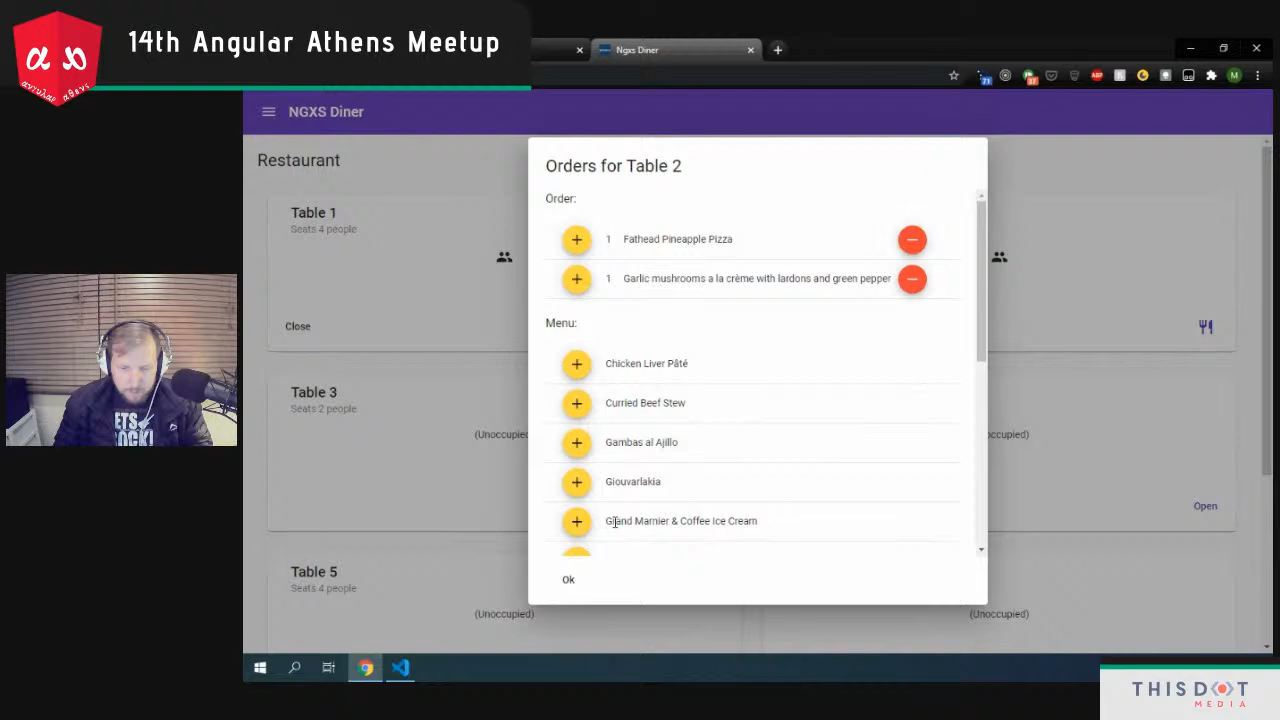 14th Angular Athens Meetup
Ngxs Diner
71
37
ABP
M
NGXS Diner
Restaurant
Table 1
Seats 4 people
Close
Table 3
Seats 2 people
(Unoccupied)
Open
Table 5
Seats 4 people
(Unoccupied)
(Unoccupied)
Orders for Table 2
Order:
1 Fathead Pineapple Pizza
1 Garlic mushrooms a la crème with lardons and green pepper
Menu:
Chicken Liver Pâté
Curried Beef Stew
Gambas al Ajillo
Giouvarlakia
Grand Marnier & Coffee Ice Cream
Ok
THIS DOT
MEDIA